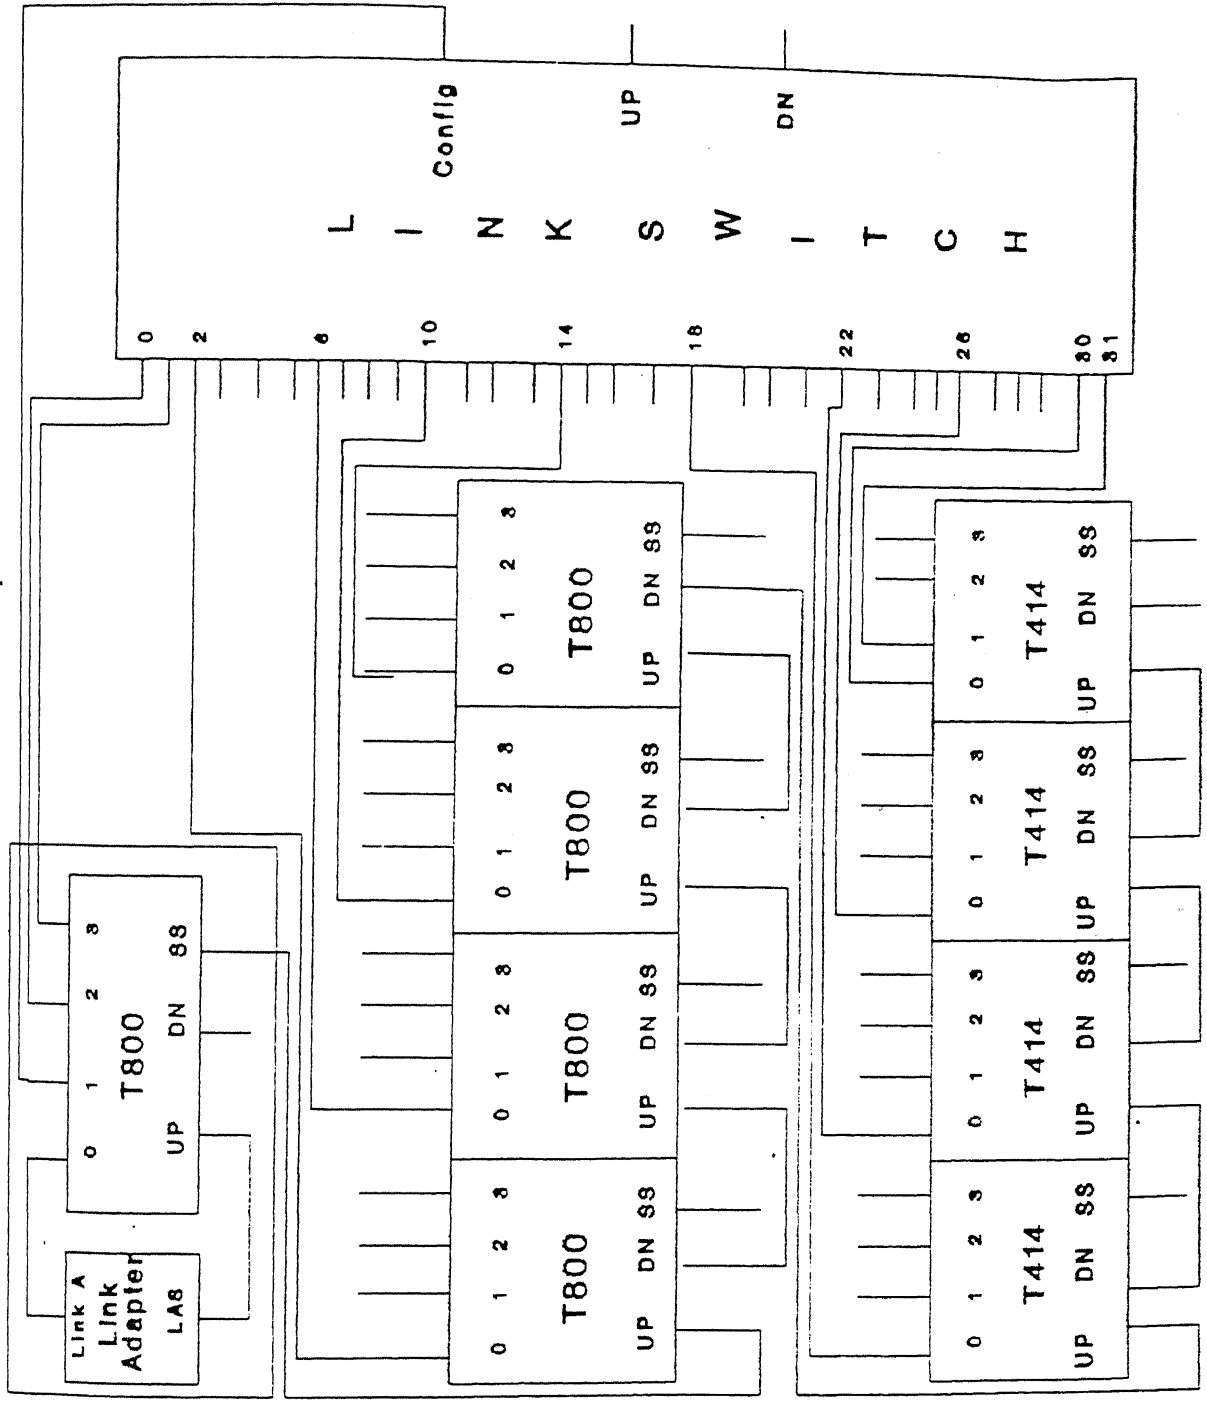 Config
UP
DN
L I N K S W I T C H
0
2
6
10
14
18
22
26
30
31
0 1 2 3
T800
UP DN SS
Link A
Link
Adapter
LAS
0 1 2 3
T800
UP DN SS
0 1 2 3
T800
UP DN SS
0 1 2 3
T800
UP DN SS
0 1 2 3
T800
UP DN SS
0 1 2 3
T414
UP DN SS
0 1 2 3
T414
UP DN SS
0 1 2 3
T414
UP DN SS
0 1 2 3
T414
UP DN SS